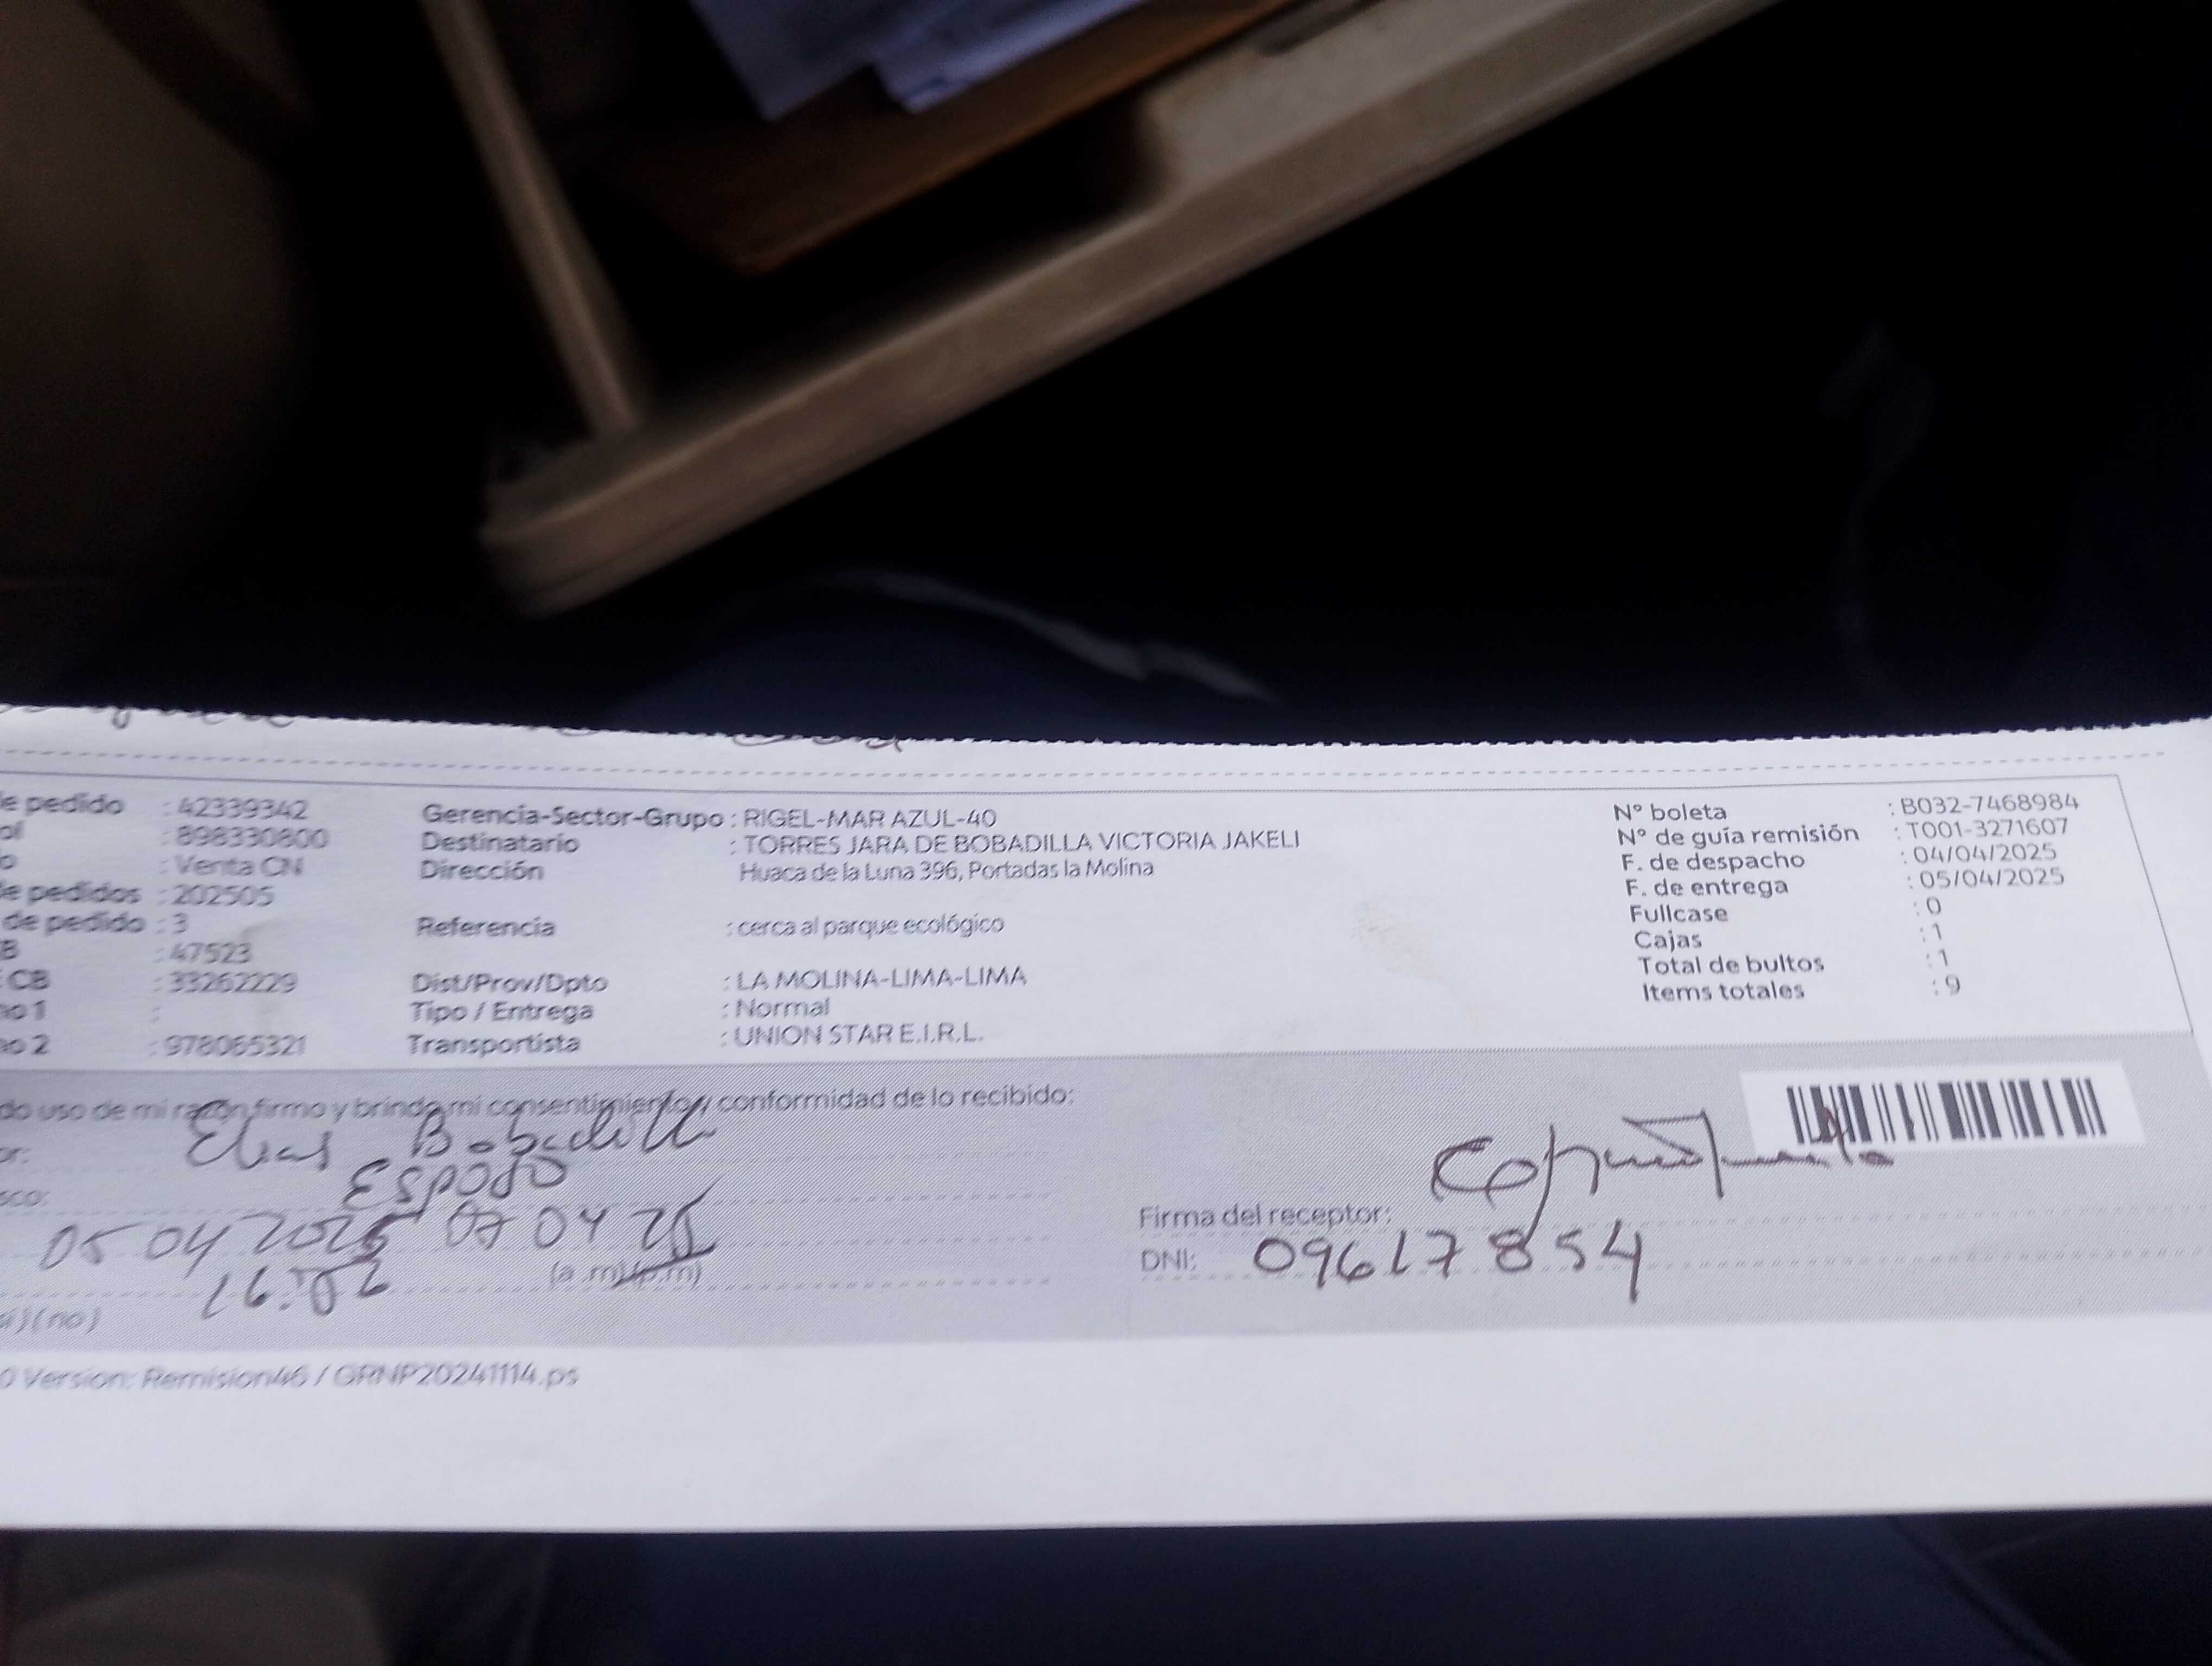 e pedido : 42339342 Gerencia-Sector-Grupo : RIGEL-MAR AZUL-40 N° boleta : B032-7468984
ol : 898330800 Destinatario : TORRES JARA DE BOBADILLA VICTORIA JAKELI N° de guía remisión : T001-3271607
o : Venta CN Dirección Huaca de la Luna 396, Portadas la Molina F. de despacho : 04/04/2025
e pedidos : 202505 F. de entrega : 05/04/2025
de pedido : 3 Referencia : cerca al parque ecológico Fullcase : 0
B : 47523 Cajas : 1
CB : 33262229 Dist/Prov/Dpto : LA MOLINA-LIMA-LIMA Total de bultos : 1
no 1 : Tipo / Entrega : Normal Items totales : 9
no 2 : 978065321 Transportista : UNION STAR E.I.R.L.
do uso de mi razón firmo y brindo mi consentimiento y conformidad de lo recibido:
or: Elias Bobadilla
sco: Esposo
Firma del receptor:
05 04 2025 07 04 25
DNI: 09617854
16:02 (a.m)(p.m)
si)(no)
0 Version: Remision46 / GRNP20241114.ps